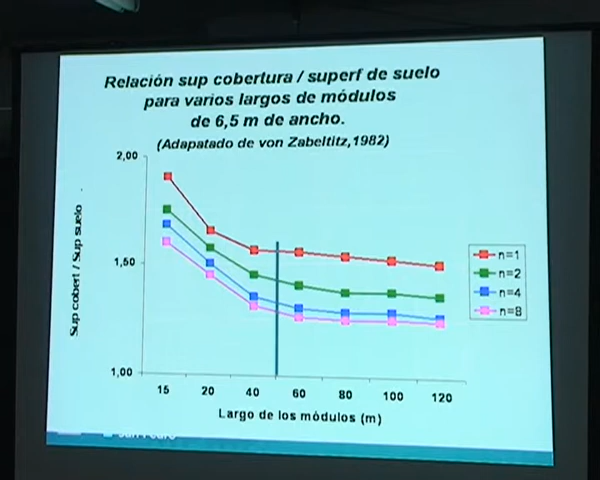 Relación sup cobertura / superf de suelo
para varios largos de módulos
de 6,5 m de ancho.
(Adapatado de von Zabeltitz,1982)
2,00
1,50
1,00
Sup cobert / Sup suelo
15 20 40 60 80 100 120
Largo de los módulos (m)
n=1
n=2
n=4
n=8